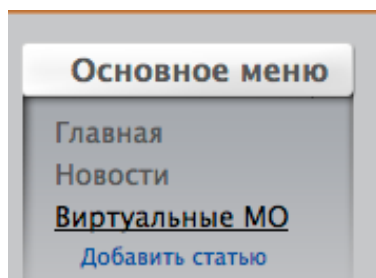 Основное меню
Главная
Новости
Виртуальные МО
Добавить статью